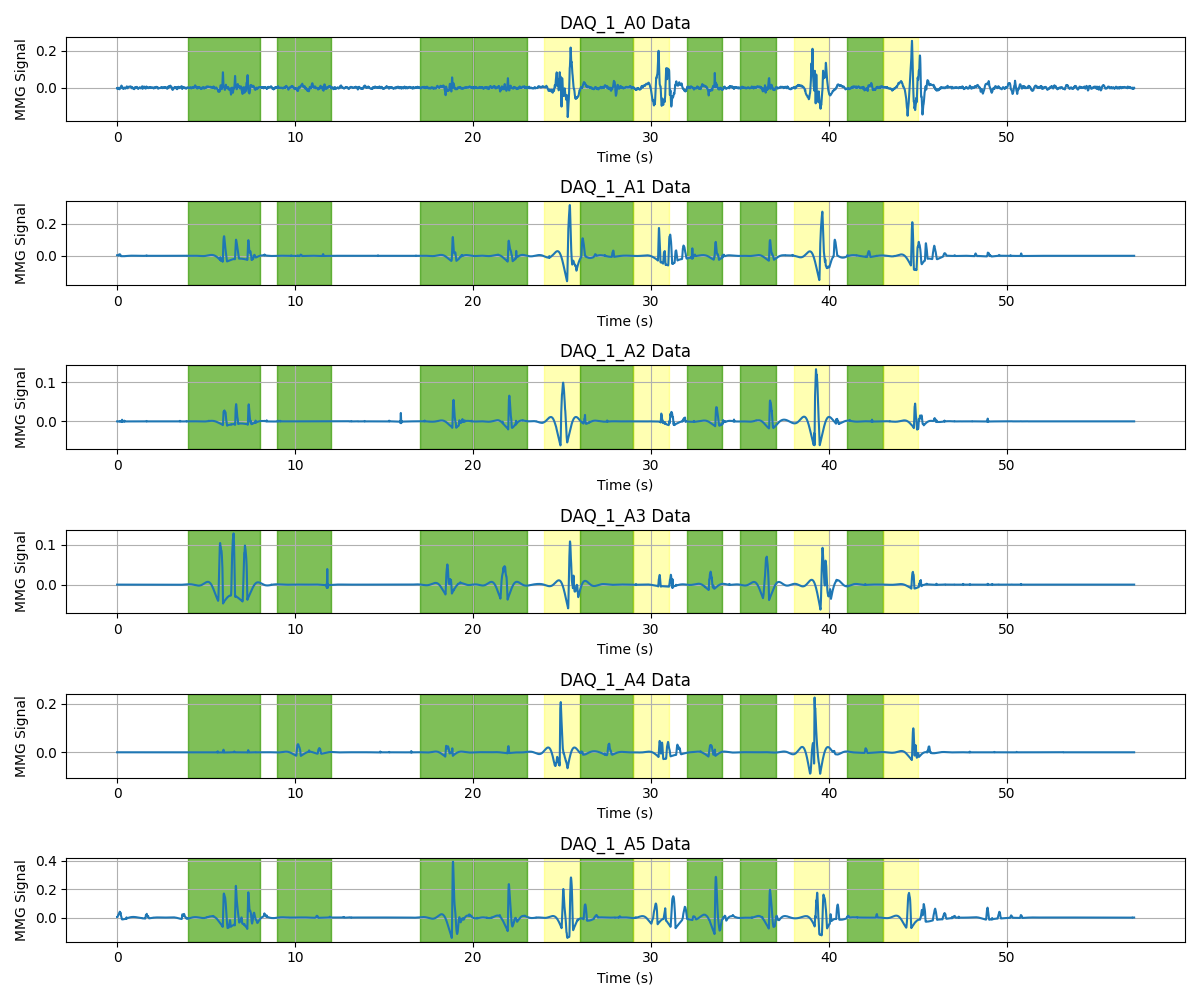 DAQ_1_A0 Data
MMG Signal
0.2
0.0
0 10 20 30 40 50
Time (s)
DAQ_1_A1 Data
MMG Signal
0.2
0.0
0 10 20 30 40 50
Time (s)
DAQ_1_A2 Data
MMG Signal
0.1
0.0
0 10 20 30 40 50
Time (s)
DAQ_1_A3 Data
MMG Signal
0.1
0.0
0 10 20 30 40 50
Time (s)
DAQ_1_A4 Data
MMG Signal
0.2
0.0
0 10 20 30 40 50
Time (s)
DAQ_1_A5 Data
MMG Signal
0.4
0.2
0.0
0 10 20 30 40 50
Time (s)